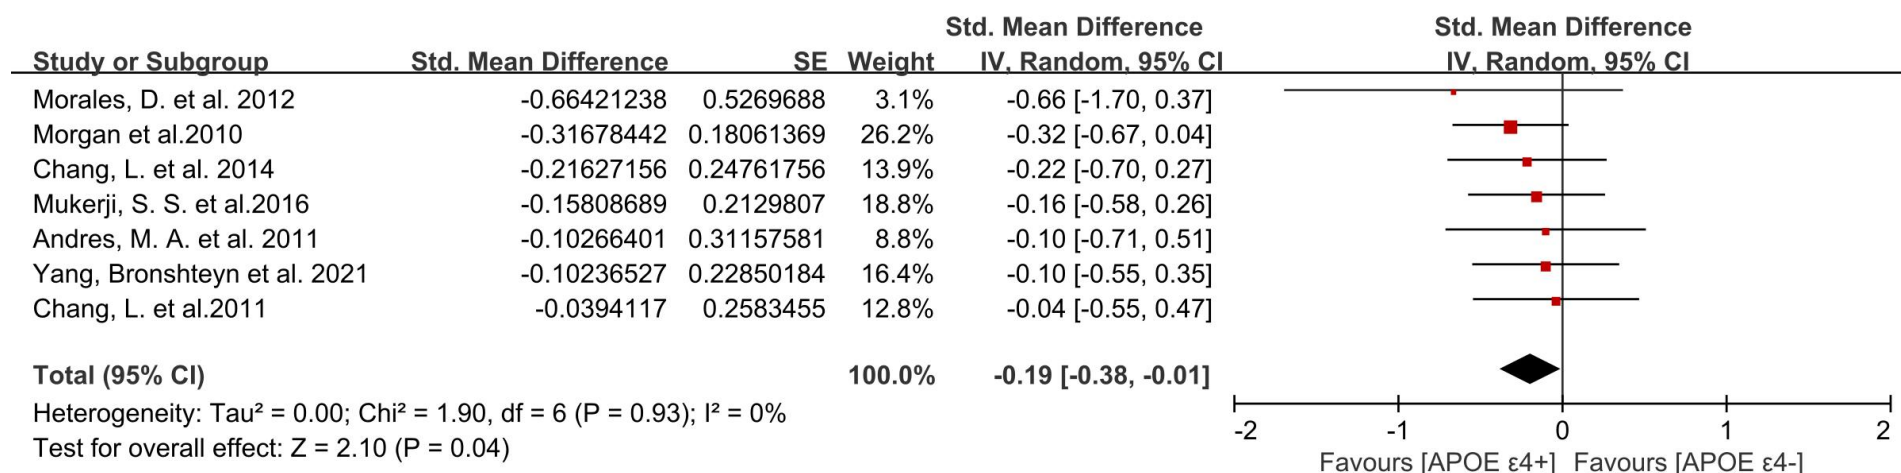 Std. Mean Difference Std. Mean Difference
Study or Subgroup Std. Mean Difference SE Weight IV, Random, 95% CI IV, Random, 95% CI
Morales, D. et al. 2012 -0.66421238 0.5269688 3.1% -0.66 [-1.70, 0.37]
Morgan et al.2010 -0.31678442 0.18061369 26.2% -0.32 [-0.67, 0.04]
Chang, L. et al. 2014 -0.21627156 0.24761756 13.9% -0.22 [-0.70, 0.27]
Mukerji, S. S. et al.2016 -0.15808689 0.2129807 18.8% -0.16 [-0.58, 0.26]
Andres, M. A. et al. 2011 -0.10266401 0.31157581 8.8% -0.10 [-0.71, 0.51]
Yang, Bronshteyn et al. 2021 -0.10236527 0.22850184 16.4% -0.10 [-0.55, 0.35]
Chang, L. et al.2011 -0.0394117 0.2583455 12.8% -0.04 [-0.55, 0.47]
Total (95% CI) 100.0% -0.19 [-0.38, -0.01]
Heterogeneity: Tau² = 0.00; Chi² = 1.90, df = 6 (P = 0.93); I² = 0%
Test for overall effect: Z = 2.10 (P = 0.04)
-2 -1 0 1 2
Favours [APOE ε4+] Favours [APOE ε4-]